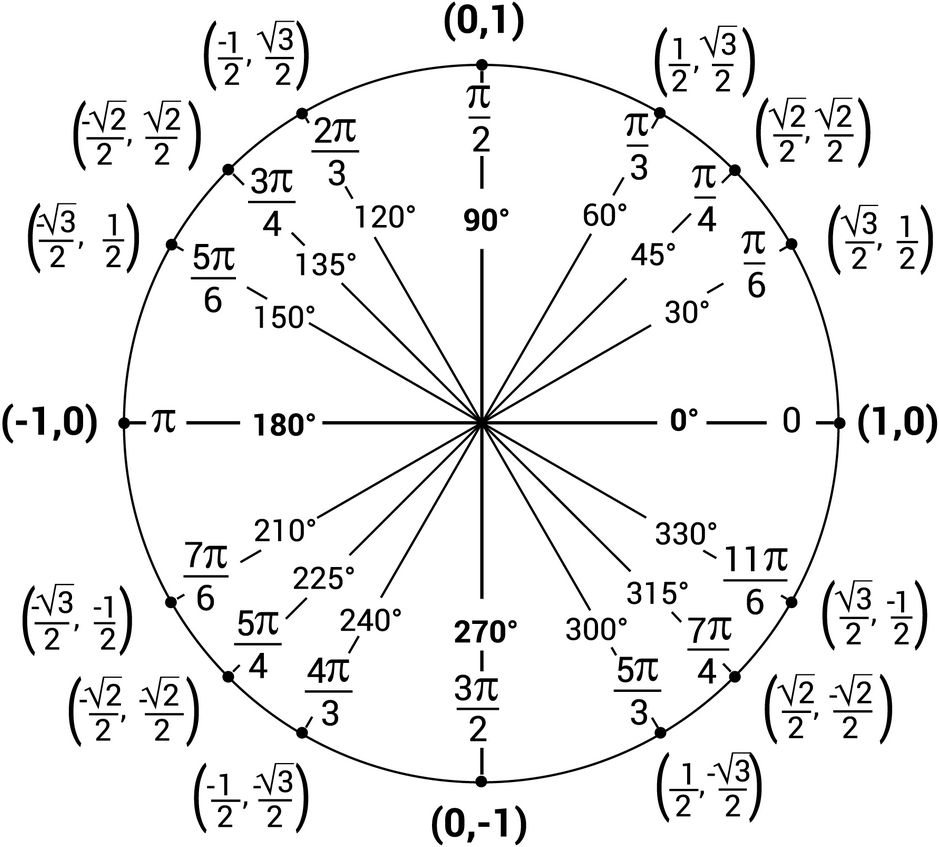 (0,1)
(-1/2, √3/2)
(1/2, √3/2)
(-√2/2, √2/2)
(√2/2, √2/2)
(-√3/2, 1/2)
(√3/2, 1/2)
π/2
2π/3
π/3
3π/4
π/4
5π/6
π/6
120°
90°
60°
135°
45°
150°
30°
(-1,0)
π
180°
0°
0
(1,0)
210°
330°
7π/6
11π/6
225°
315°
5π/4
7π/4
240°
270°
300°
4π/3
3π/2
5π/3
(-√3/2, -1/2)
(√3/2, -1/2)
(-√2/2, -√2/2)
(√2/2, -√2/2)
(-1/2, -√3/2)
(1/2, -√3/2)
(0,-1)